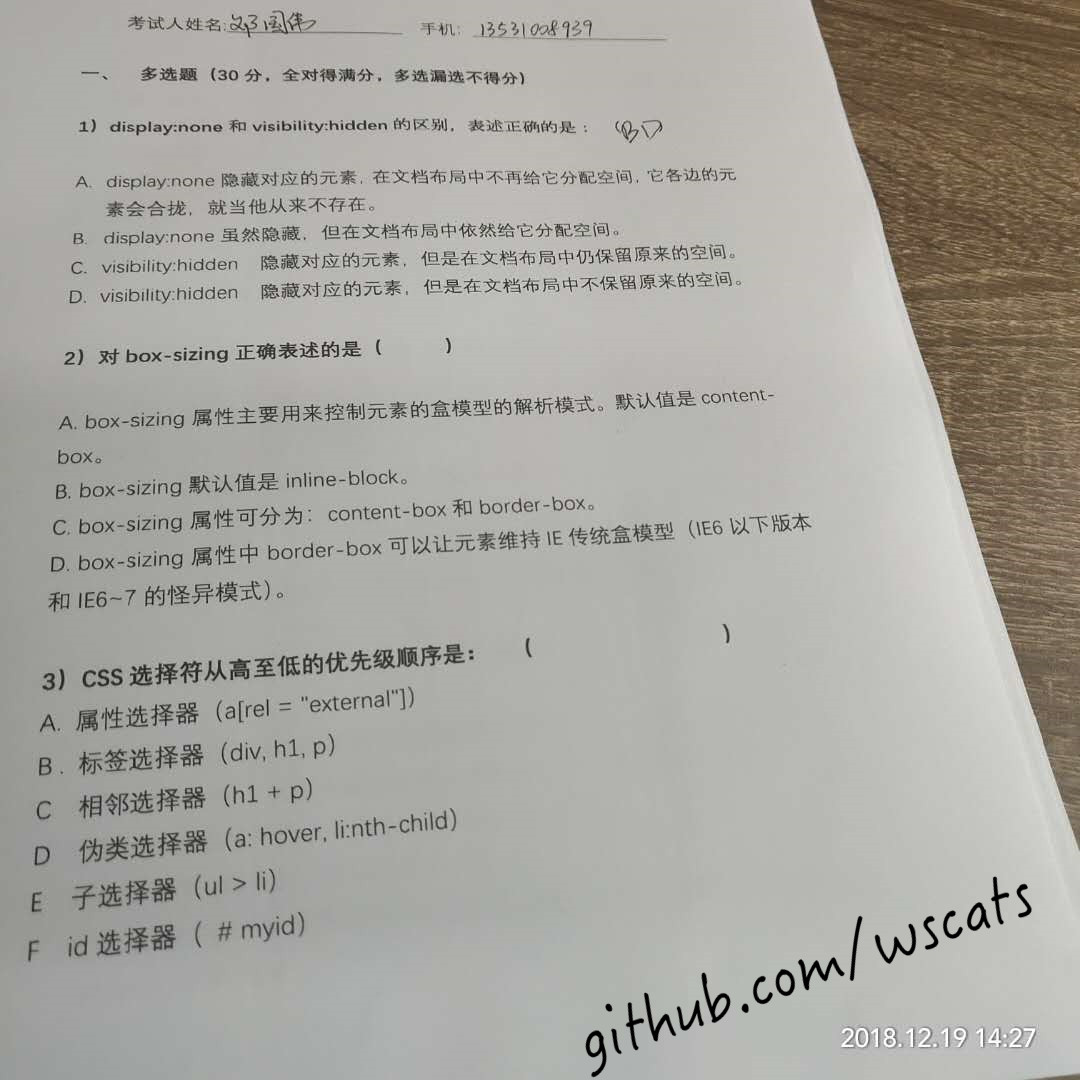 考试人姓名:邓国伟 手机: 13531008939
一、 多选题（30 分，全对得满分，多选漏选不得分）
1）display:none 和 visibility:hidden 的区别，表述正确的是： （BD）
A. display:none 隐藏对应的元素, 在文档布局中不再给它分配空间, 它各边的元
素会合拢，就当他从来不存在。
B. display:none 虽然隐藏，但在文档布局中依然给它分配空间。
C. visibility:hidden 隐藏对应的元素，但是在文档布局中仍保留原来的空间。
D. visibility:hidden 隐藏对应的元素，但是在文档布局中不保留原来的空间。
2）对 box-sizing 正确表述的是（ ）
A. box-sizing 属性主要用来控制元素的盒模型的解析模式。默认值是 content-
box。
B. box-sizing 默认值是 inline-block。
C. box-sizing 属性可分为：content-box 和 border-box。
D. box-sizing 属性中 border-box 可以让元素维持 IE 传统盒模型（IE6 以下版本
和 IE6~7 的怪异模式）。
3）CSS 选择符从高至低的优先级顺序是： （ ）
A. 属性选择器（a[rel = "external"]）
B . 标签选择器（div, h1, p）
C 相邻选择器（h1 + p）
D 伪类选择器（a: hover, li:nth-child）
E 子选择器（ul > li）
F id 选择器（ # myid）
github.com/wscats
2018.12.19 14:27